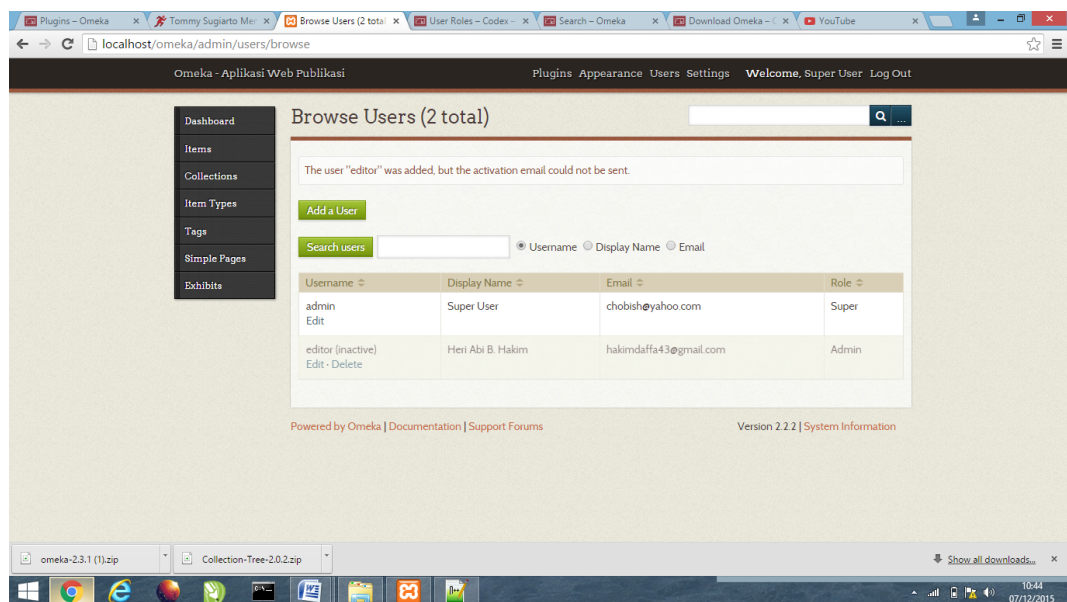 Plugins – Omeka
Tommy Sugiarto Mer
Browse Users (2 total
User Roles – Codex –
Search – Omeka
Download Omeka –
YouTube
localhost/omeka/admin/users/browse
Omeka - Aplikasi Web Publikasi
Plugins Appearance Users Settings Welcome, Super User Log Out
Dashboard
Items
Collections
Item Types
Tags
Simple Pages
Exhibits
Browse Users (2 total)
...
The user "editor" was added, but the activation email could not be sent.
Add a User
Search users Username Display Name Email
Username Display Name Email Role
admin Super User chobish@yahoo.com Super
Edit
editor (inactive) Heri Abi B. Hakim hakimdaffa43@gmail.com Admin
Edit · Delete
Powered by Omeka | Documentation | Support Forums
Version 2.2.2 | System Information
omeka-2.3.1 (1).zip
Collection-Tree-2.0.2.zip
Show all downloads...
10:44
07/12/2015